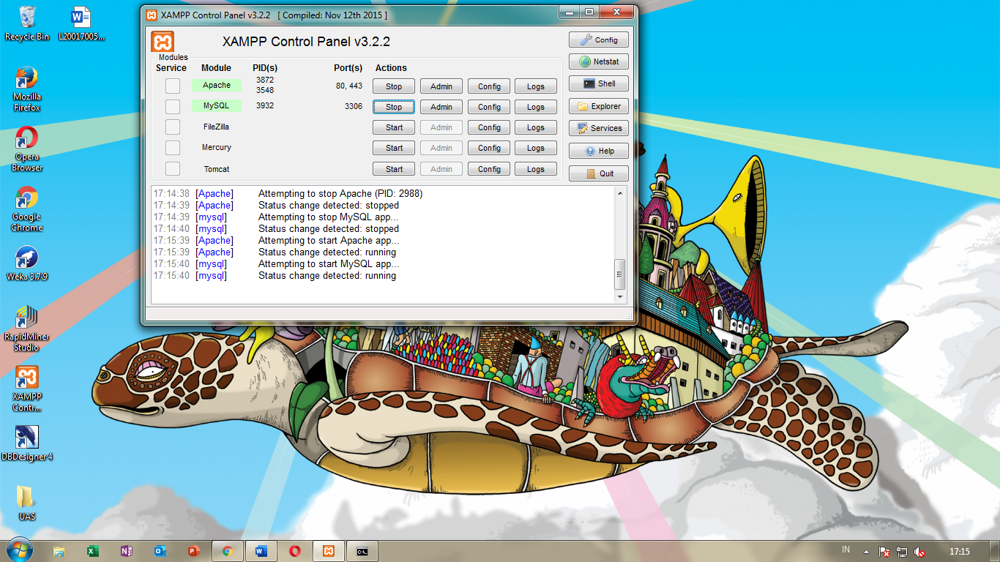 Recycle Bin
L20017005...
Mozilla
Firefox
Opera
Browser
Google
Chrome
Weka 3.7.9
RapidMiner
Studio
XAMPP
Contr...
DBDesigner 4
UAS
XAMPP Control Panel v3.2.2 [ Compiled: Nov 12th 2015 ]
XAMPP Control Panel v3.2.2
Config
Modules
Service Module PID(s) Port(s) Actions
Netstat
Apache 3872 3548 80, 443 Stop Admin Config Logs
Shell
MySQL 3932 3306 Stop Admin Config Logs
Explorer
FileZilla Start Admin Config Logs
Services
Mercury Start Admin Config Logs
Help
Tomcat Start Admin Config Logs
Quit
17:14:38 [Apache] Attempting to stop Apache (PID: 2988)
17:14:39 [Apache] Status change detected: stopped
17:14:39 [mysql] Attempting to stop MySQL app...
17:14:40 [mysql] Status change detected: stopped
17:15:39 [Apache] Attempting to start Apache app...
17:15:39 [Apache] Status change detected: running
17:15:40 [mysql] Attempting to start MySQL app...
17:15:40 [mysql] Status change detected: running
IN
17:15